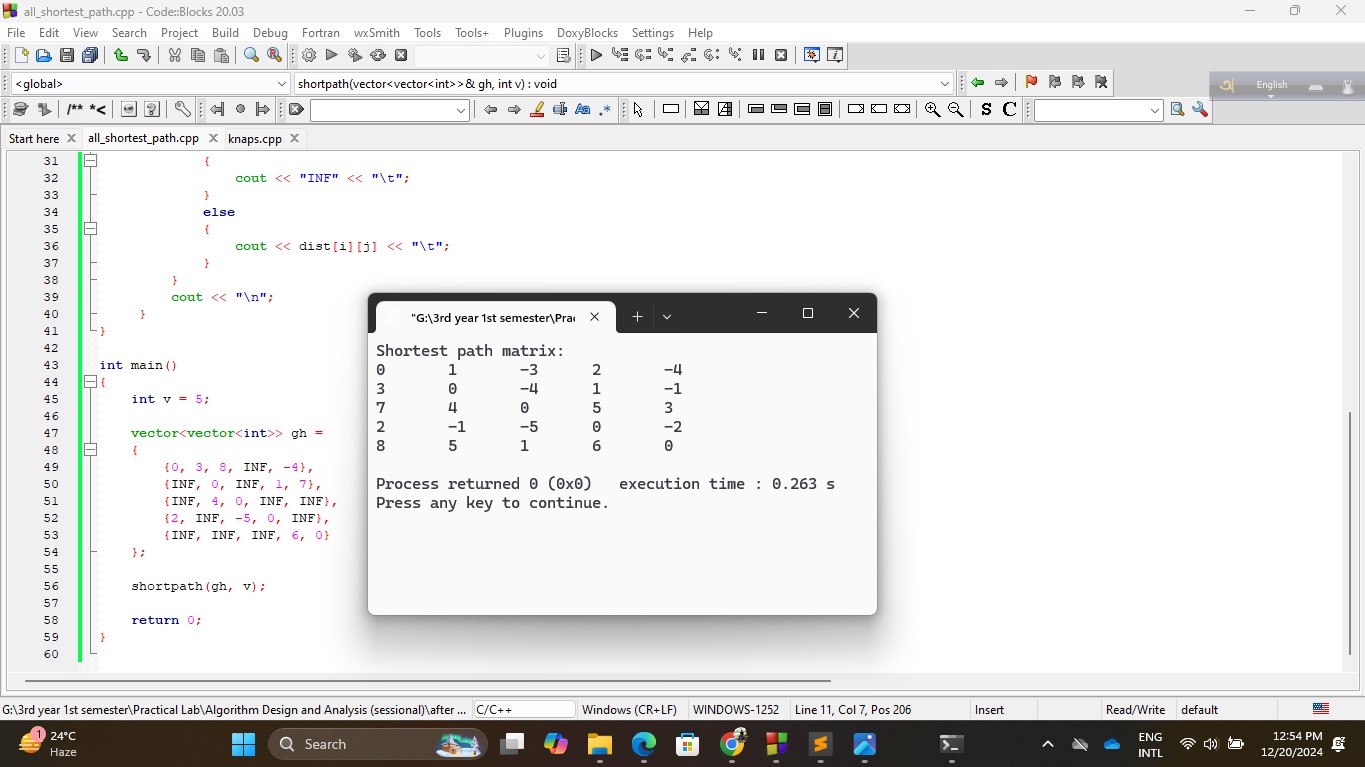 all_shortest_path.cpp - Code::Blocks 20.03
File Edit View Search Project Build Debug Fortran wxSmith Tools Tools+ Plugins DoxyBlocks Settings Help
<global> shortpath(vector<vector<int>>& gh, int v) : void
English
/** *<
S C
Start here all_shortest_path.cpp knaps.cpp
31 {
32 cout << "INF" << "\t";
33 }
34 else
35 {
36 cout << dist[i][j] << "\t";
37 }
38 }
39 cout << "\n";
40 }
41 }
42
43 int main()
44 {
45 int v = 5;
46
47 vector<vector<int>> gh =
48 {
49 {0, 3, 8, INF, -4},
50 {INF, 0, INF, 1, 7},
51 {INF, 4, 0, INF, INF},
52 {2, INF, -5, 0, INF},
53 {INF, INF, INF, 6, 0}
54 };
55
56 shortpath(gh, v);
57
58 return 0;
59 }
60
"G:\3rd year 1st semester\Prac
Shortest path matrix:
0 1 -3 2 -4
3 0 -4 1 -1
7 4 0 5 3
2 -1 -5 0 -2
8 5 1 6 0
Process returned 0 (0x0) execution time : 0.263 s
Press any key to continue.
G:\3rd year 1st semester\Practical Lab\Algorithm Design and Analysis (sessional)\after ... C/C++ Windows (CR+LF) WINDOWS-1252 Line 11, Col 7, Pos 206 Insert Read/Write default
1
24°C
Haze
Search
ENG
INTL
12:54 PM
12/20/2024